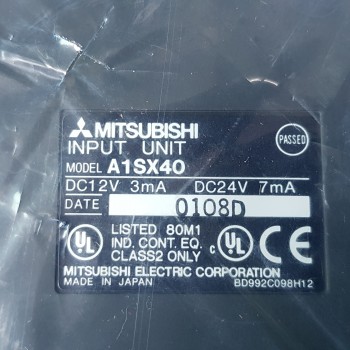 MITSUBISHI
INPUT UNIT
PASSED
MODEL A1SX40
DC12V 3mA DC24V 7mA
DATE 0108D
UL LISTED 80M1
IND. CONT. EQ.
CLASS2 ONLY
c UL CE
MITSUBISHI ELECTRIC CORPORATION
MADE IN JAPAN BD992C098H12